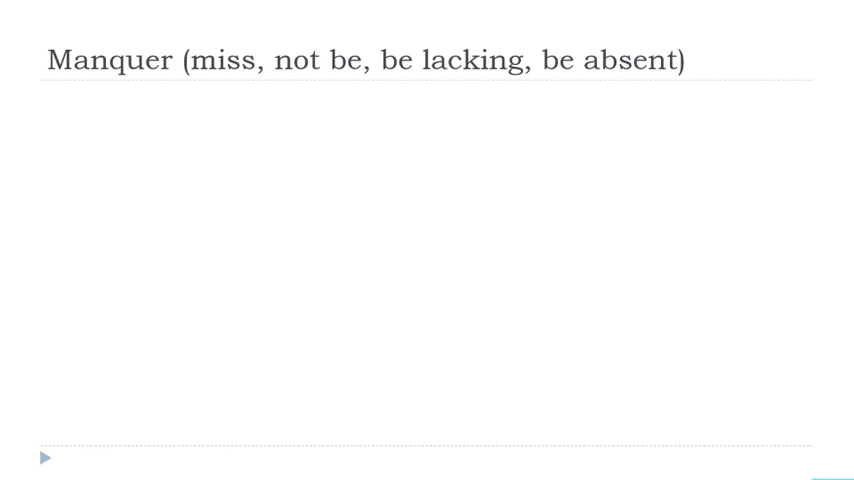 Manquer (miss, not be, be lacking, be absent)